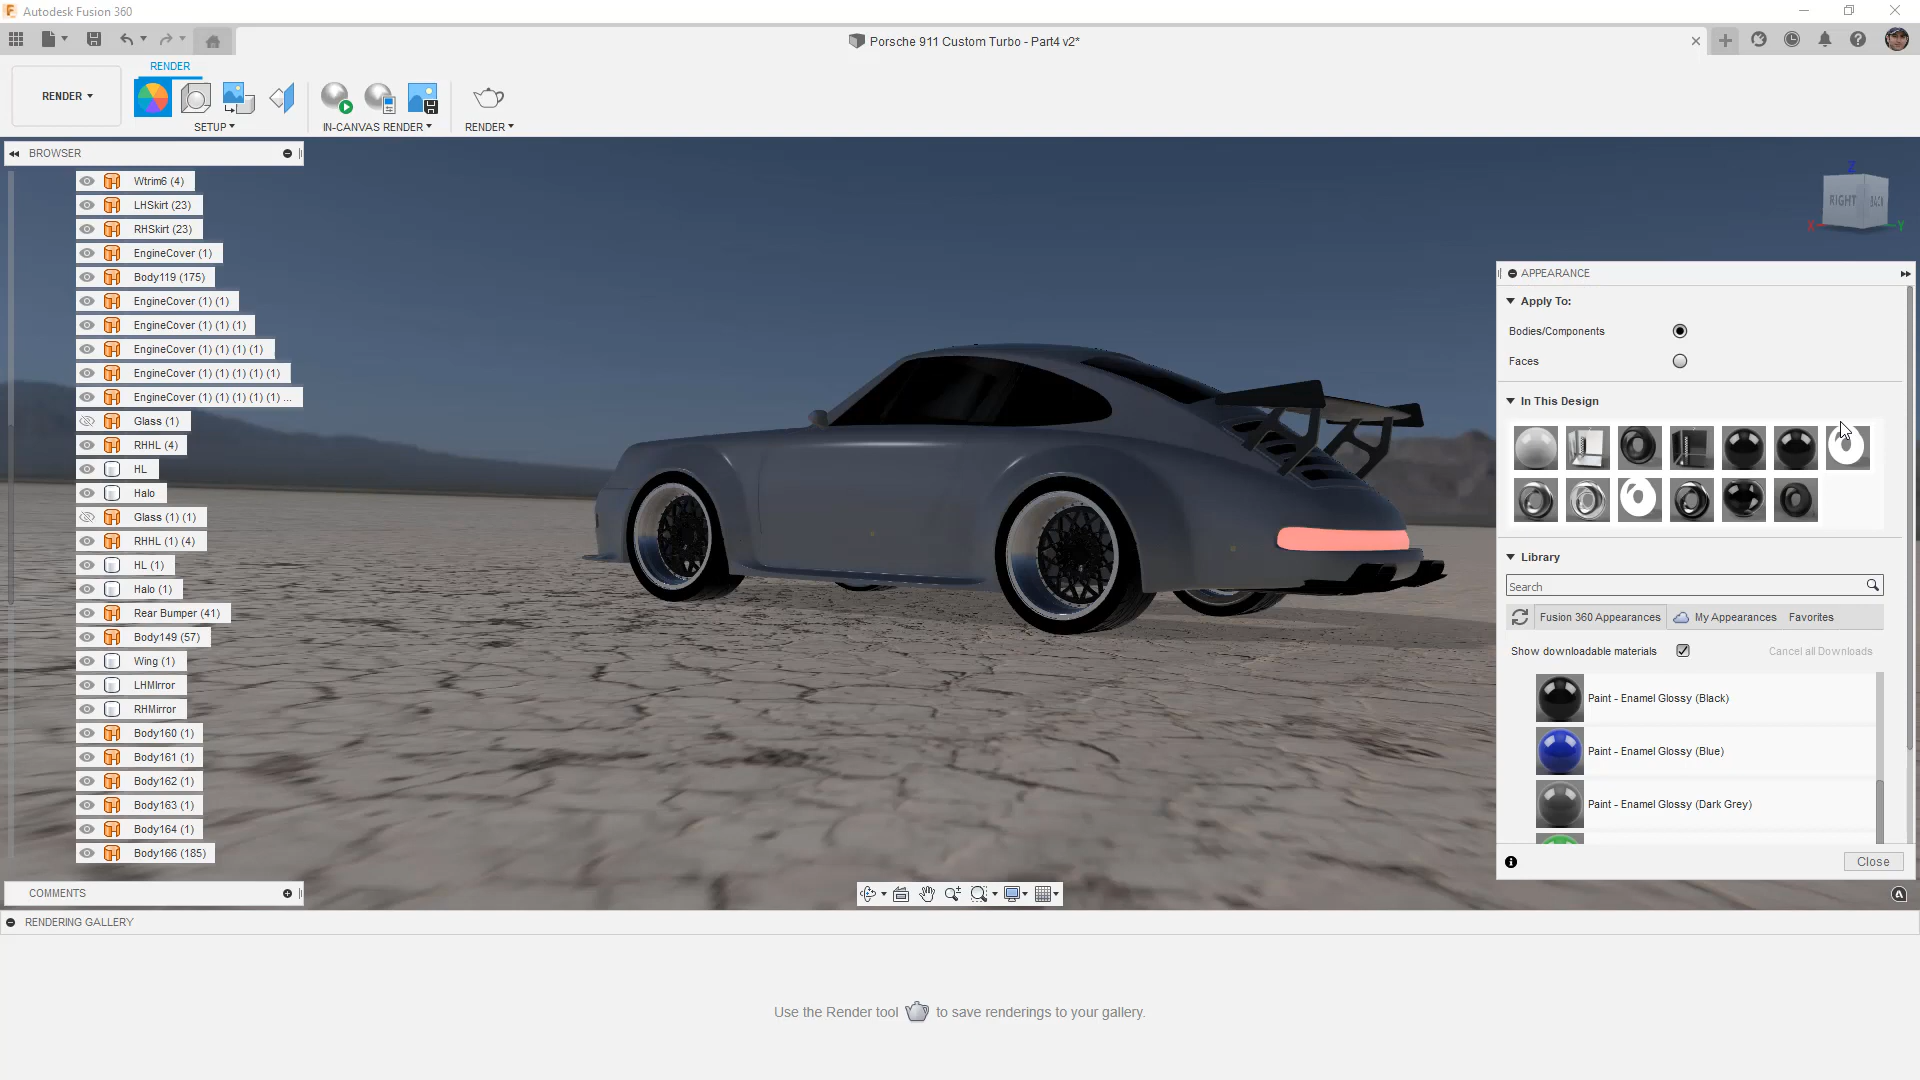 Autodesk Fusion 360
Porsche 911 Custom Turbo - Part4 v2*
RENDER
RENDER
SETUP
IN-CANVAS RENDER
RENDER
BROWSER
Wtrim6 (4)
LHSkirt (23)
RHSkirt (23)
EngineCover (1)
Body119 (175)
EngineCover (1) (1)
EngineCover (1) (1) (1)
EngineCover (1) (1) (1) (1)
EngineCover (1) (1) (1) (1) (1)
EngineCover (1) (1) (1) (1) (1) ...
Glass (1)
RHHL (4)
HL
Halo
Glass (1) (1)
RHHL (1) (4)
HL (1)
Halo (1)
Rear Bumper (41)
Body149 (57)
Wing (1)
LHMIrror
RHMirror
Body160 (1)
Body161 (1)
Body162 (1)
Body163 (1)
Body164 (1)
Body166 (185)
COMMENTS
Z
RIGHT
BACK
X
Y
APPEARANCE
Apply To:
Bodies/Components
Faces
In This Design
Library
Search
Fusion 360 Appearances
My Appearances
Favorites
Show downloadable materials
Cancel all Downloads
Paint - Enamel Glossy (Black)
Paint - Enamel Glossy (Blue)
Paint - Enamel Glossy (Dark Grey)
Close
RENDERING GALLERY
Use the Render tool to save renderings to your gallery.